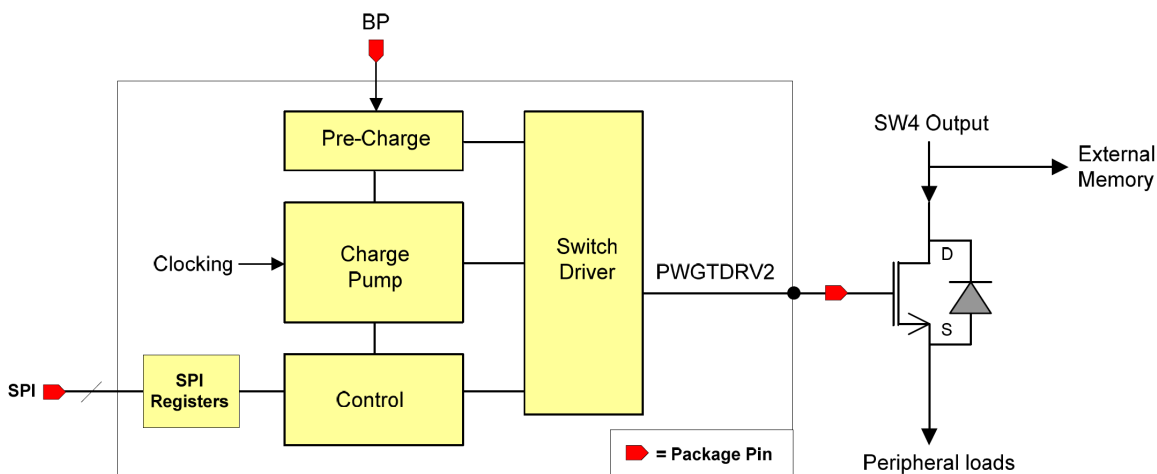 BP
Pre-Charge
SW4 Output
External
Memory
Clocking
Charge
Pump
Switch
Driver
PWGTDRV2
D
S
SPI
SPI
Registers
Control
= Package Pin
Peripheral loads